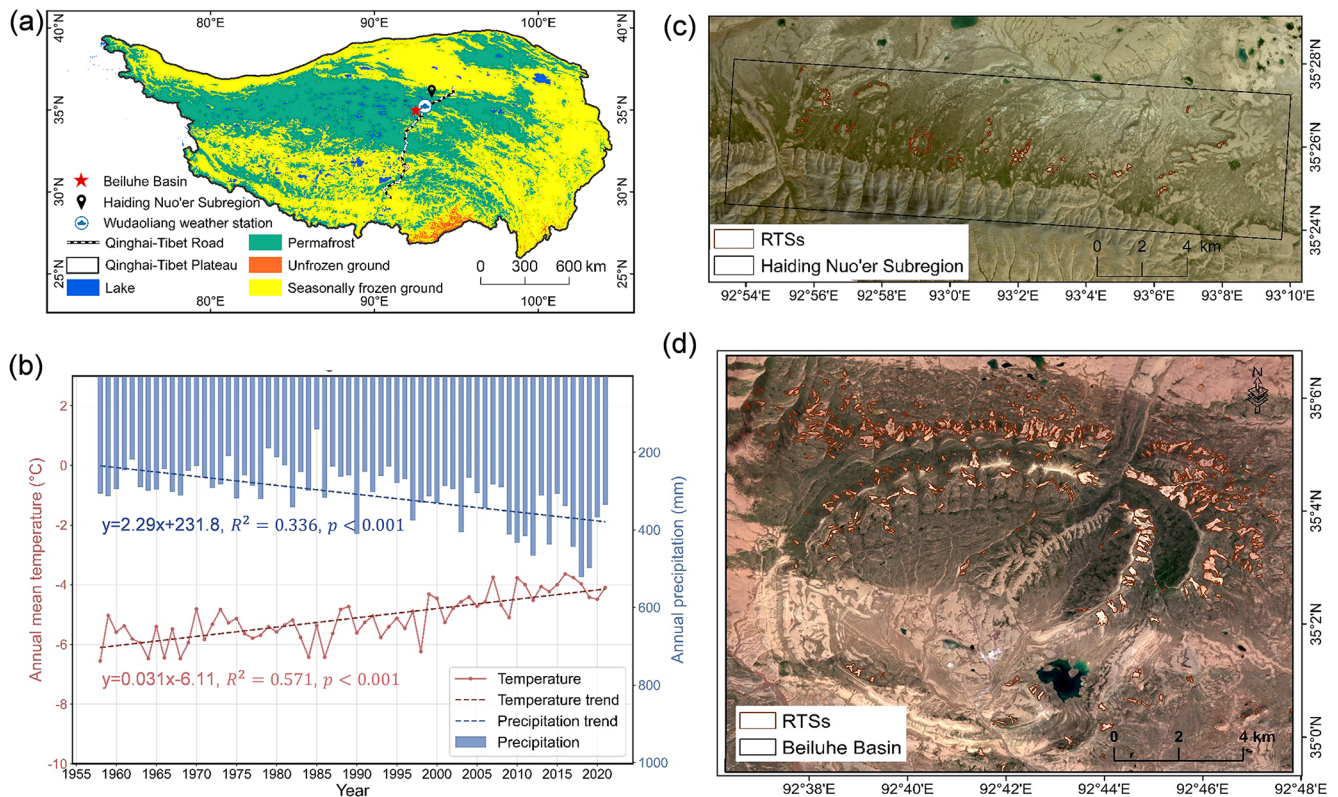 (a)
80°E 90°E 100°E
40°N
35°N
30°N
25°N
40°N
35°N
30°N
25°N
Beiluhe Basin
Haiding Nuo'er Subregion
Wudaoliang weather station
Qinghai-Tibet Road
Permafrost
Qinghai-Tibet Plateau
Unfrozen ground
Lake
Seasonally frozen ground
0 300 600 km
80°E 90°E 100°E
(b)
Annual mean temperature (°C)
2
0
-2
-4
-6
-8
-10
y=2.29x+231.8, R² = 0.336, p < 0.001
y=0.031x-6.11, R² = 0.571, p < 0.001
Temperature
Temperature trend
Precipitation trend
Precipitation
200
400
600
800
1000
Annual precipitation (mm)
1955 1960 1965 1970 1975 1980 1985 1990 1995 2000 2005 2010 2015 2020
Year
(c)
35°28'N
35°26'N
35°24'N
RTSs
Haiding Nuo'er Subregion
0 2 4 km
92°54'E 92°56'E 92°58'E 93°0'E 93°2'E 93°4'E 93°6'E 93°8'E 93°10'E
(d)
N
35°6'N
35°4'N
35°2'N
35°0'N
RTSs
Beiluhe Basin
0 2 4 km
92°38'E 92°40'E 92°42'E 92°44'E 92°46'E 92°48'E